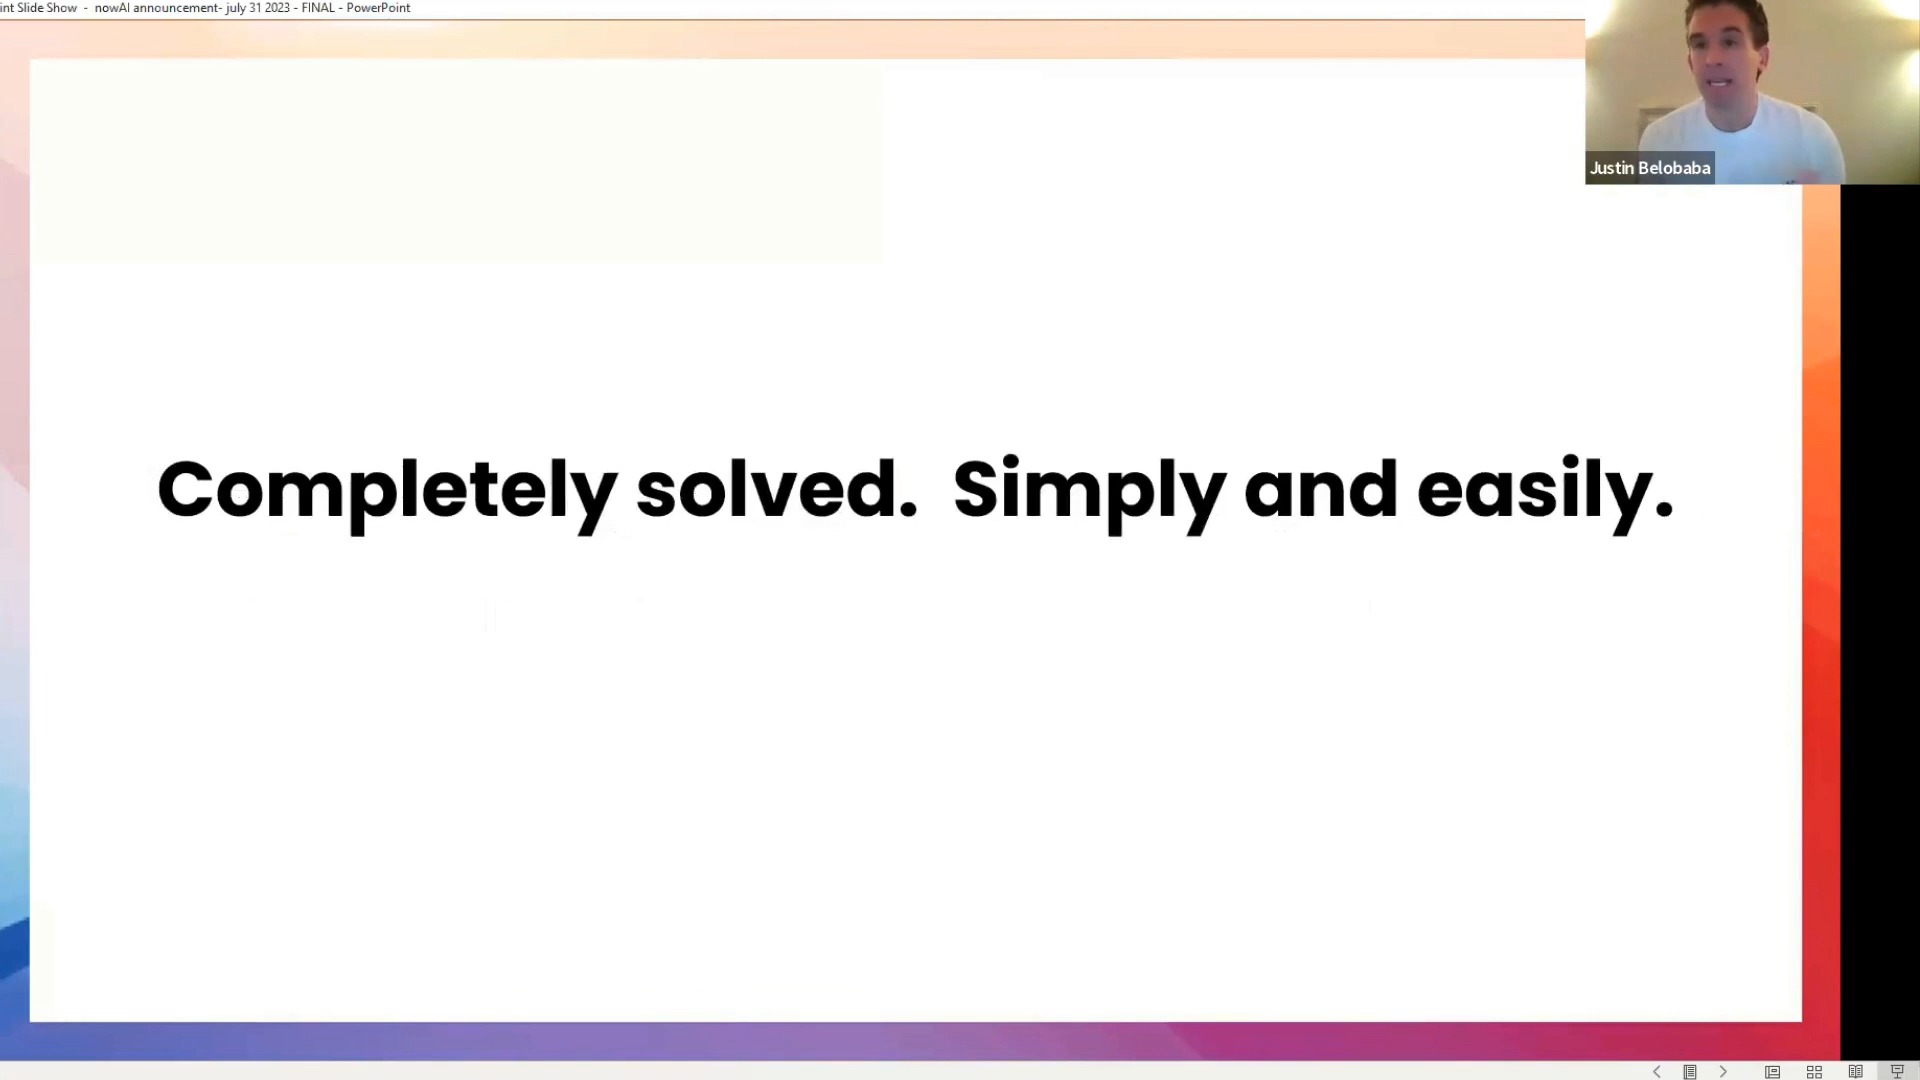 int Slide Show - nowAI announcement- july 31 2023 - FINAL - PowerPoint
Justin Belobaba
Completely solved. Simply and easily.